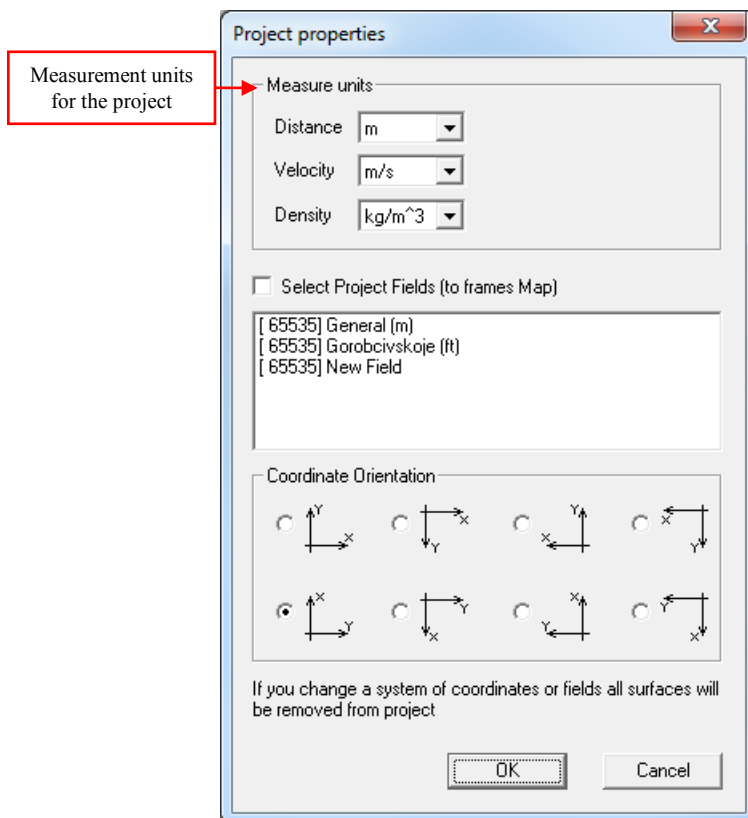 Project properties
Measurement units
for the project
Measure units
Distance m
Velocity m/s
Density kg/m^3
Select Project Fields (to frames Map)
[ 65535] General (m)
[ 65535] Gorobcivskoje (ft)
[ 65535] New Field
Coordinate Orientation
Y X
X Y
Y X
X Y
X Y
Y X
X Y
Y X
If you change a system of coordinates or fields all surfaces will
be removed from project
OK Cancel